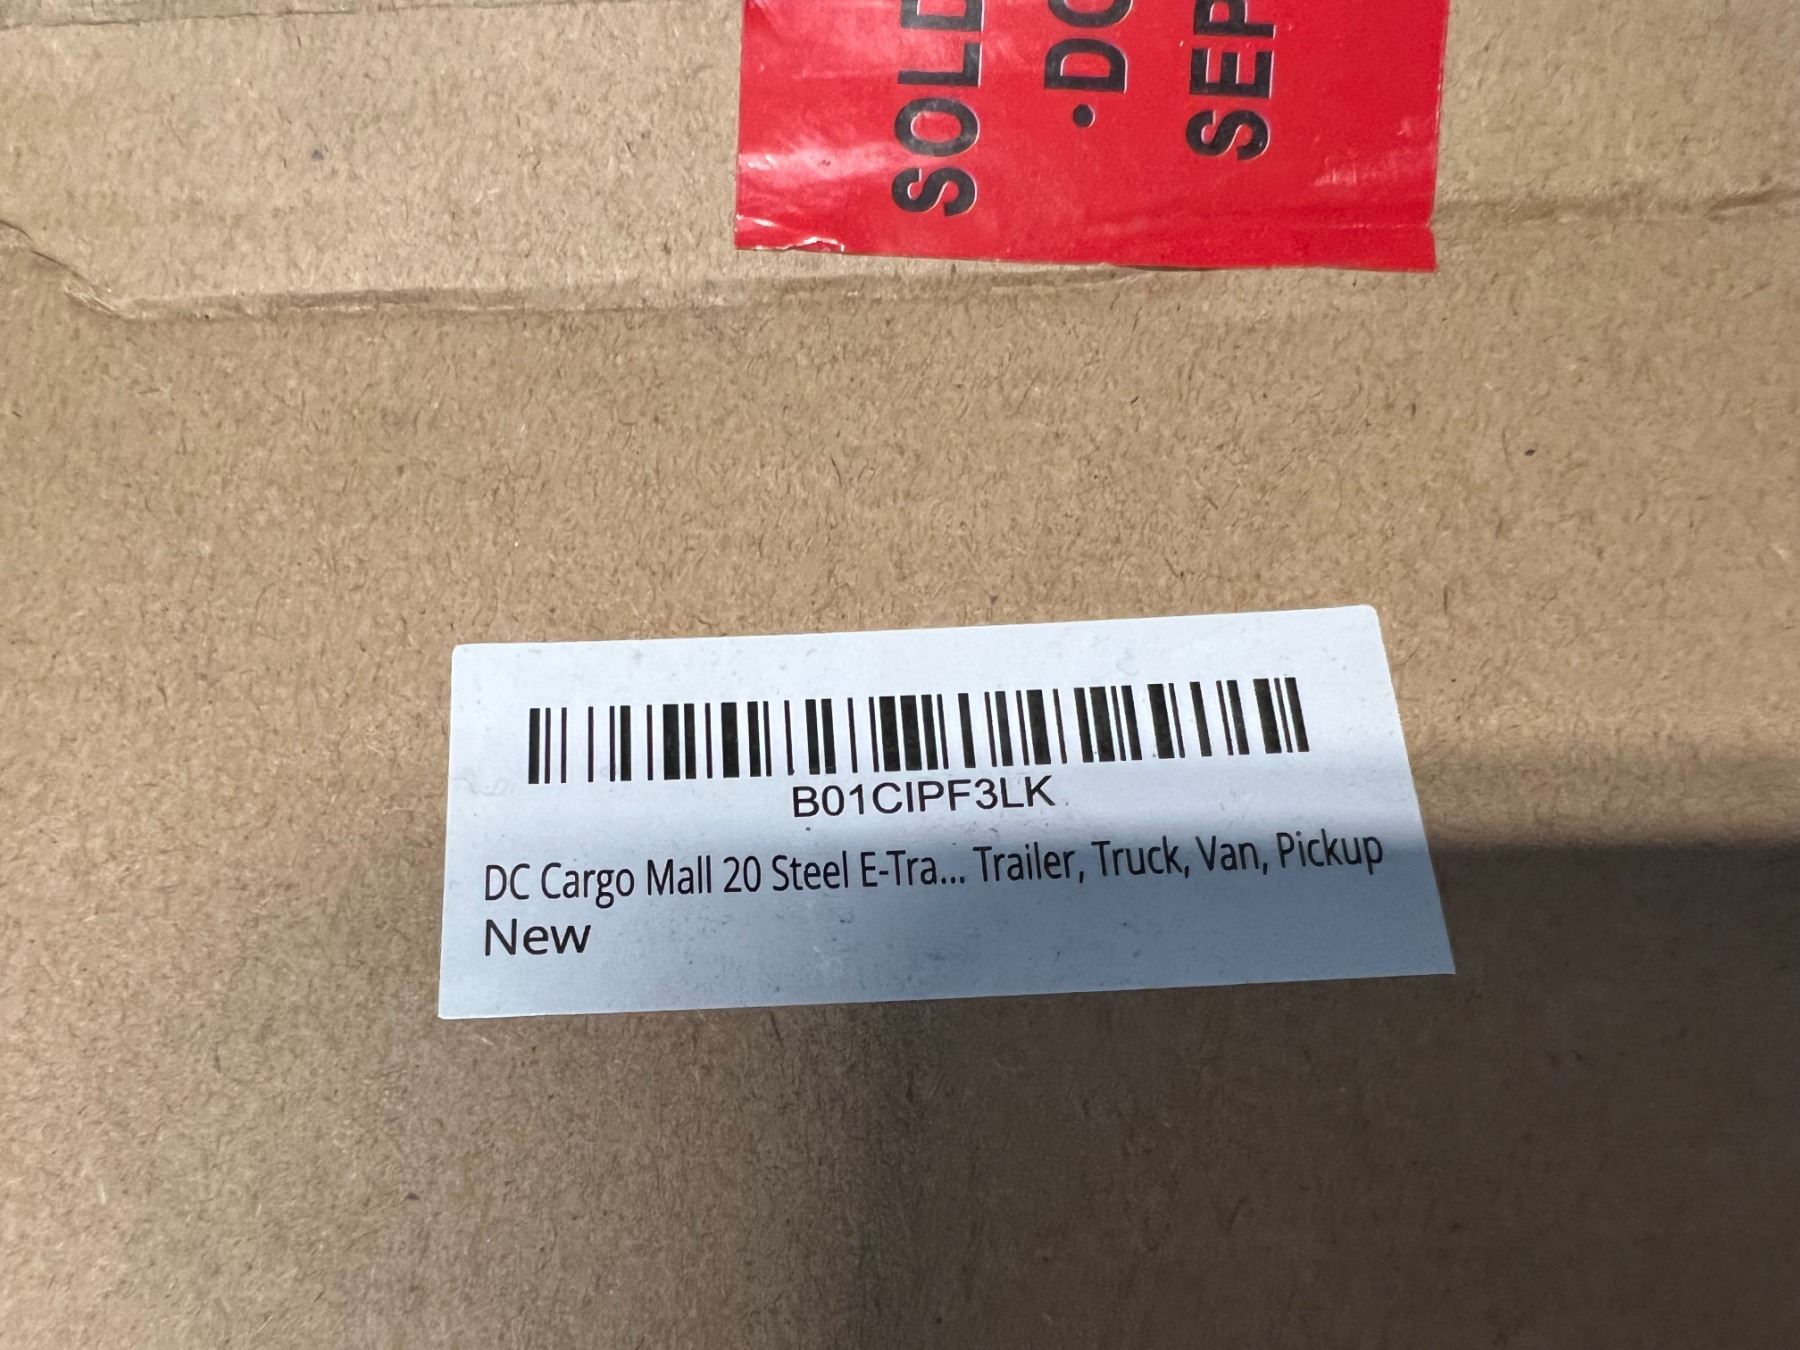 SOLD
•DO
SEP
B01CIPF3LK
DC Cargo Mall 20 Steel E-Tra... Trailer, Truck, Van, Pickup
New